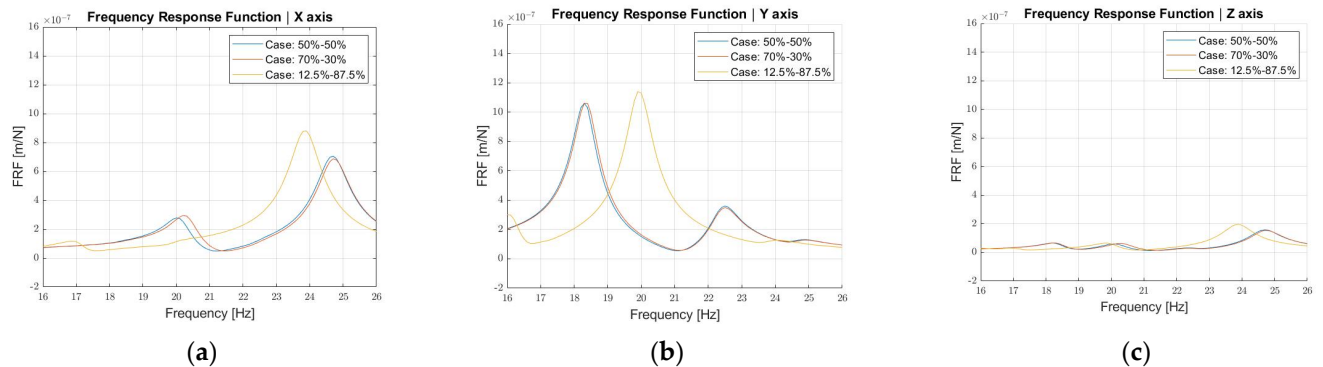 Frequency Response Function | X axis
×10⁻⁷
16
14
12
10
8
6
4
2
0
-2
FRF [m/N]
Case: 50%-50%
Case: 70%-30%
Case: 12.5%-87.5%
16 17 18 19 20 21 22 23 24 25 26
Frequency [Hz]
(a)
Frequency Response Function | Y axis
×10⁻⁷
16
14
12
10
8
6
4
2
0
-2
FRF [m/N]
Case: 50%-50%
Case: 70%-30%
Case: 12.5%-87.5%
16 17 18 19 20 21 22 23 24 25 26
Frequency [Hz]
(b)
Frequency Response Function | Z axis
×10⁻⁷
16
14
12
10
8
6
4
2
0
-2
FRF [m/N]
Case: 50%-50%
Case: 70%-30%
Case: 12.5%-87.5%
16 17 18 19 20 21 22 23 24 25 26
Frequency [Hz]
(c)